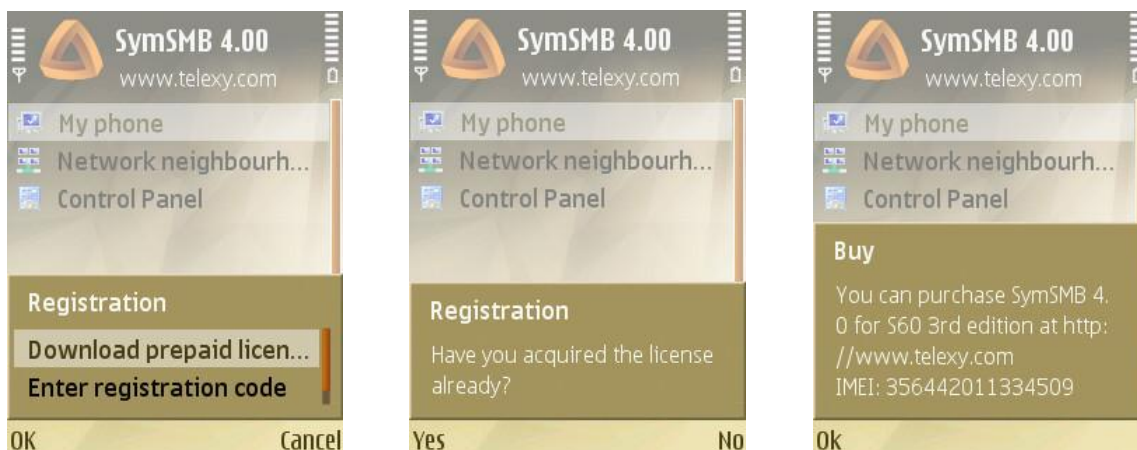 SymSMB 4.00
www.telexy.com
My phone
Network neighbourh...
Control Panel
Registration
Download prepaid licen...
Enter registration code
OK Cancel
SymSMB 4.00
www.telexy.com
My phone
Network neighbourh...
Control Panel
Registration
Have you acquired the license
already?
Yes No
SymSMB 4.00
www.telexy.com
My phone
Network neighbourh...
Control Panel
Buy
You can purchase SymSMB 4.
0 for S60 3rd edition at http:
//www.telexy.com
IMEI: 356442011334509
Ok